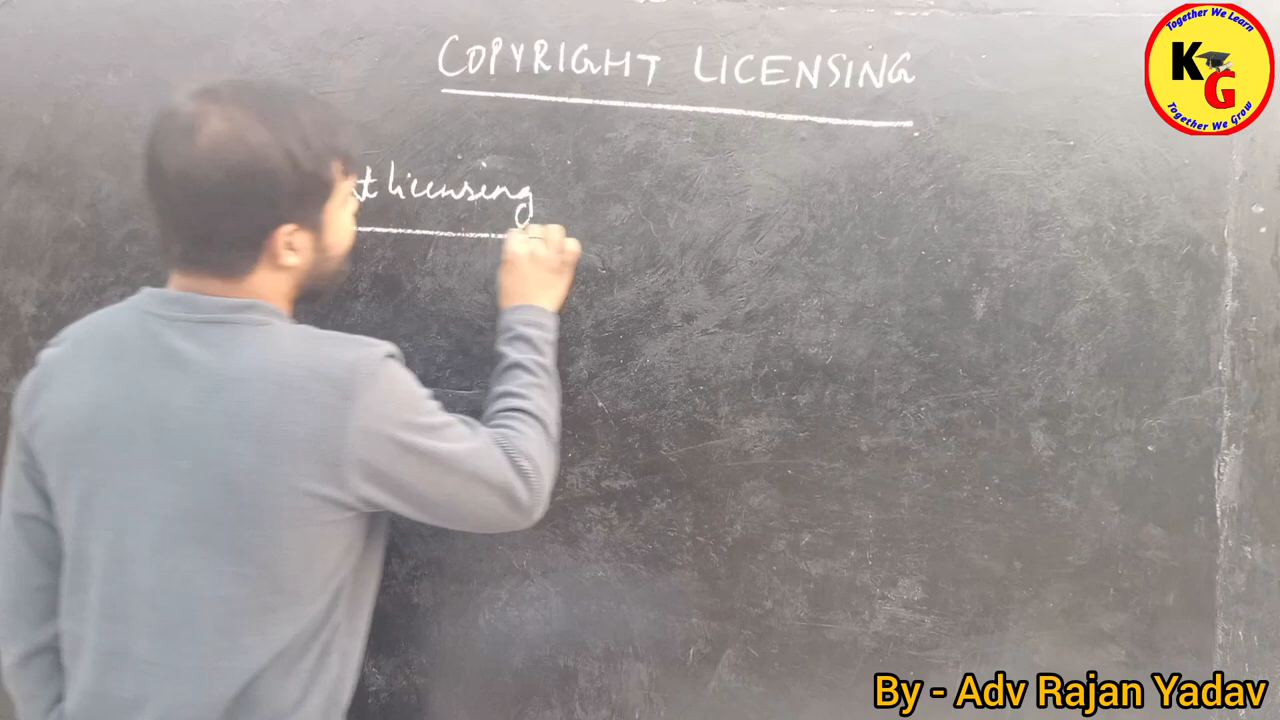 COPYRIGHT LICENSING
t licensing
Together We Learn
KG
Together We Grow
By - Adv Rajan Yadav